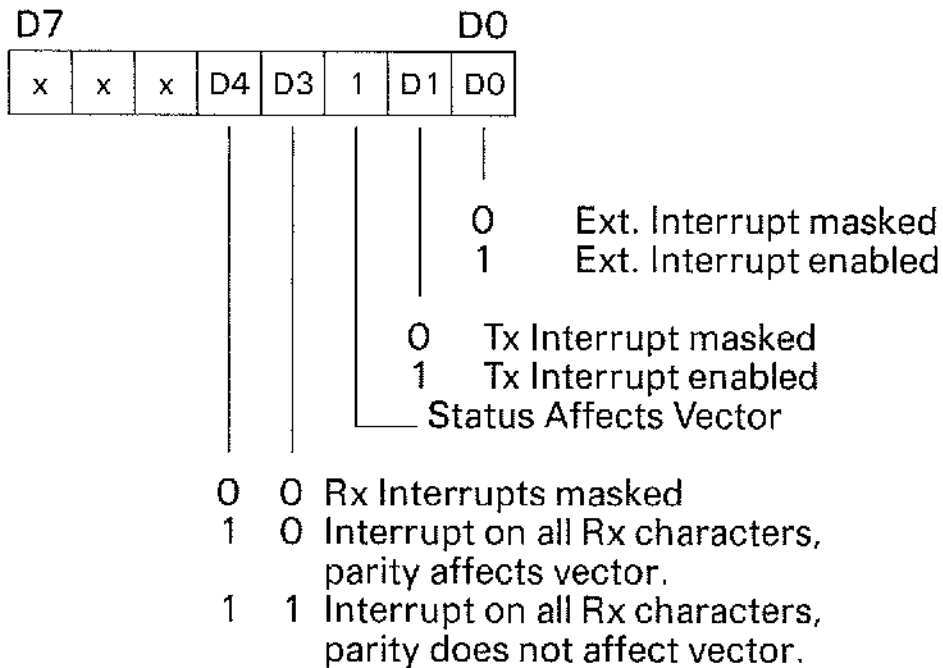 D7 D0
x x x D4 D3 1 D1 D0
0 Ext. Interrupt masked
1 Ext. Interrupt enabled
0 Tx Interrupt masked
1 Tx Interrupt enabled
Status Affects Vector
0 0 Rx Interrupts masked
1 0 Interrupt on all Rx characters,
parity affects vector.
1 1 Interrupt on all Rx characters,
parity does not affect vector.